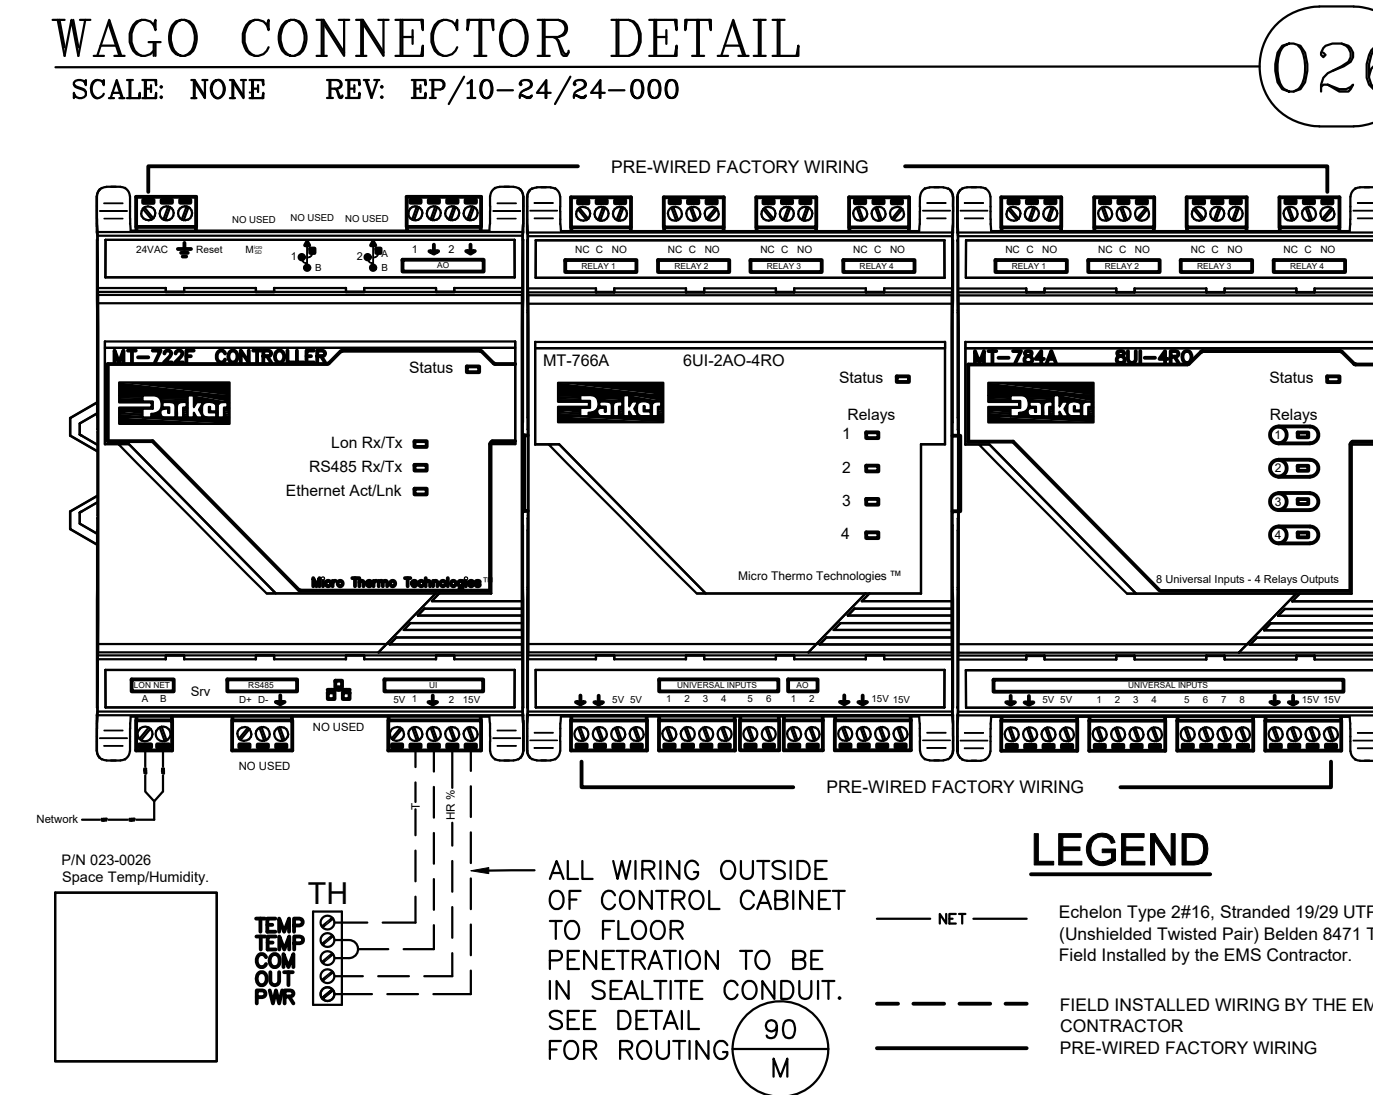 WAGO CONNECTOR DETAIL
SCALE: NONE REV: EP/10-24/24-000
PRE-WIRED FACTORY WIRING
NO USED NO USED NO USED
24VAC Reset 1 2
1 B 2 A B
AO
NC C NO NC C NO NC C NO NC C NO
RELAY 1 RELAY 2 RELAY 3 RELAY 4
NC C NO NC C NO NC C NO NC C NO
RELAY 1 RELAY 2 RELAY 3 RELAY 4
MT-722F CONTROLLER
Status
Parker
Lon Rx/Tx
RS485 Rx/Tx
Ethernet Act/Lnk
Micro Thermo Technologies™
MT-766A 6UI-2AO-4RO
Status
Parker
Relays
1
2
3
4
Micro Thermo Technologies ™
MT-784A 8UI-4RO
Status
Parker
Relays
1
2
3
4
8 Universal Inputs - 4 Relays Outputs
LON NET Srv RS485 UI
A B D+ D- 5V 1 2 15V
UNIVERSAL INPUTS AO
5V 5V 1 2 3 4 5 6 1 2 15V 15V
UNIVERSAL INPUTS
5V 5V 1 2 3 4 5 6 7 8 15V 15V
NO USED
NO USED
PRE-WIRED FACTORY WIRING
Network
T
HR %
P/N 023-0026
Space Temp/Humidity.
TH
TEMP
TEMP
COM
OUT
PWR
ALL WIRING OUTSIDE
OF CONTROL CABINET
TO FLOOR
PENETRATION TO BE
IN SEALTITE CONDUIT.
SEE DETAIL
FOR ROUTING
90
M
LEGEND
NET
Echelon Type 2#16, Stranded 19/29 UTP
(Unshielded Twisted Pair) Belden 8471 T
Field Installed by the EMS Contractor.
FIELD INSTALLED WIRING BY THE EM
CONTRACTOR
PRE-WIRED FACTORY WIRING